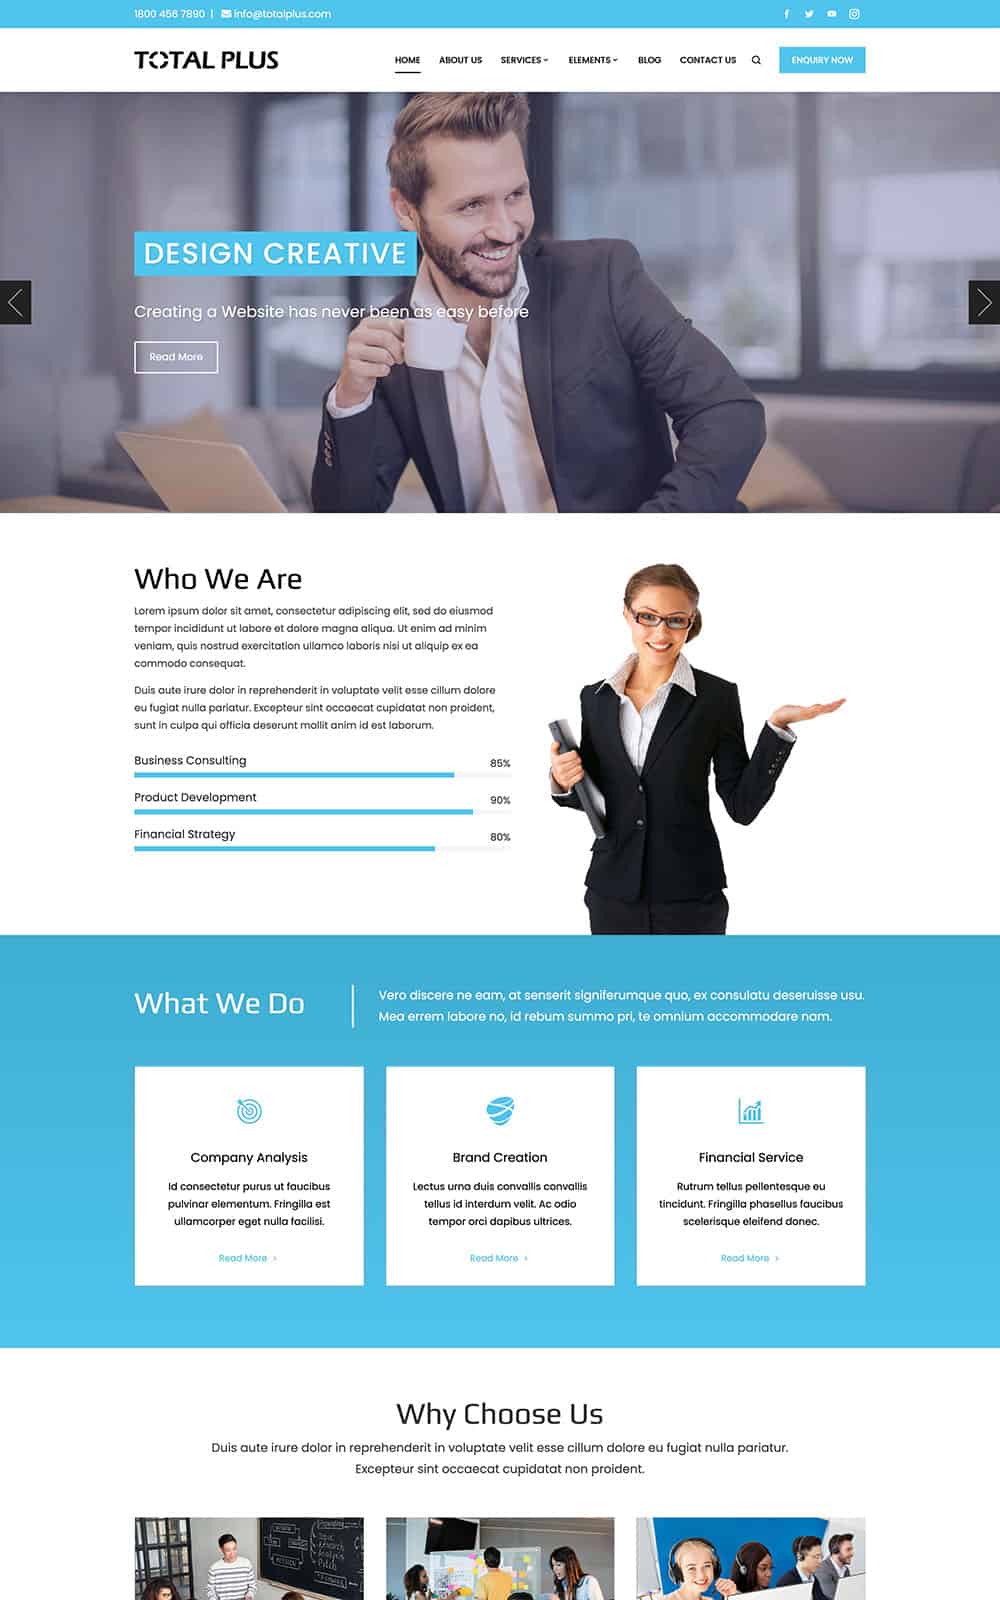 1800 456 7890 | info@totalplus.com
TOTAL PLUS
HOME ABOUT US SERVICES ELEMENTS BLOG CONTACT US ENQUIRY NOW
DESIGN CREATIVE
Creating a Website has never been as easy before
Read More
Who We Are
Lorem ipsum dolor sit amet, consectetur adipiscing elit, sed do eiusmod
tempor incididunt ut labore et dolore magna aliqua. Ut enim ad minim
veniam, quis nostrud exercitation ullamco laboris nisi ut aliquip ex ea
commodo consequat.
Duis aute irure dolor in reprehenderit in voluptate velit esse cillum dolore
eu fugiat nulla pariatur. Excepteur sint occaecat cupidatat non proident,
sunt in culpa qui officia deserunt mollit anim id est laborum.
Business Consulting 85%
Product Development 90%
Financial Strategy 80%
What We Do
Vero discere ne eam, at senserit signiferumque quo, ex consulatu deseruisse usu.
Mea errem labore no, id rebum summo pri, te omnium accommodare nam.
Company Analysis
Id consectetur purus ut faucibus
pulvinar elementum. Fringilla est
ullamcorper eget nulla facilisi.
Read More >
Brand Creation
Lectus urna duis convallis convallis
tellus id interdum velit. Ac odio
tempor orci dapibus ultrices.
Read More >
Financial Service
Rutrum tellus pellentesque eu
tincidunt. Fringilla phasellus faucibus
scelerisque eleifend donec.
Read More >
Why Choose Us
Duis aute irure dolor in reprehenderit in voluptate velit esse cillum dolore eu fugiat nulla pariatur.
Excepteur sint occaecat cupidatat non proident.